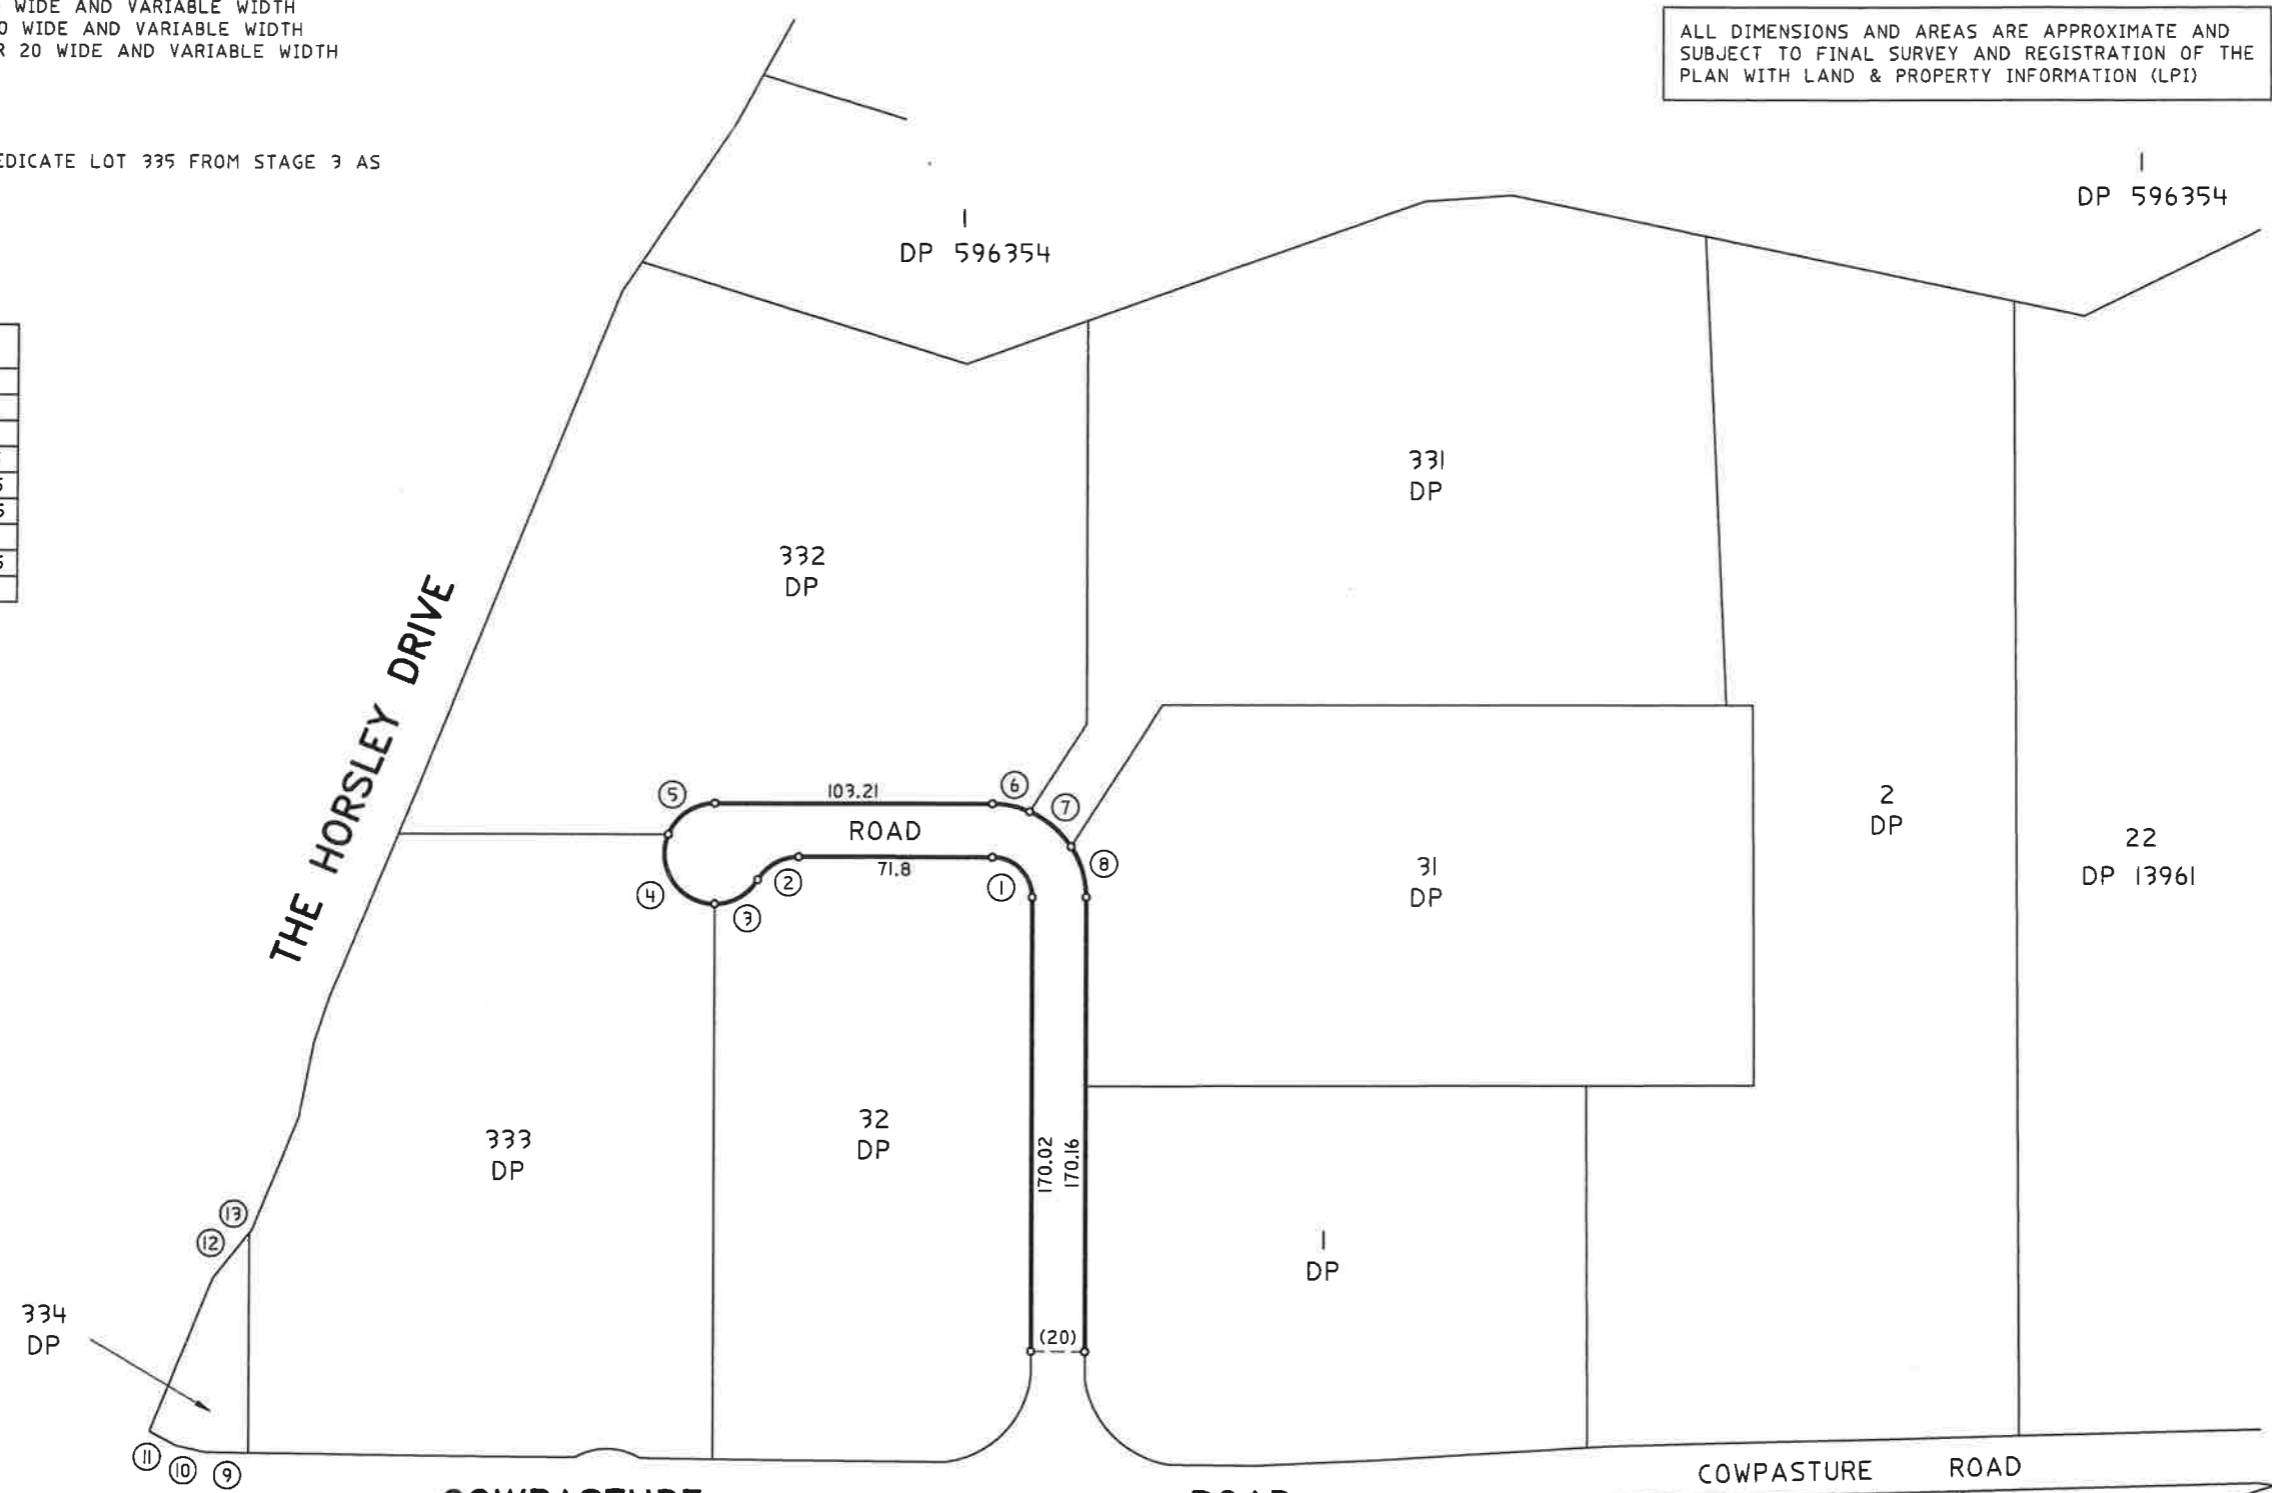 WIDE AND VARIABLE WIDTH
0 WIDE AND VARIABLE WIDTH
R 20 WIDE AND VARIABLE WIDTH
ALL DIMENSIONS AND AREAS ARE APPROXIMATE AND
SUBJECT TO FINAL SURVEY AND REGISTRATION OF THE
PLAN WITH LAND & PROPERTY INFORMATION (LPI)
EDICATE LOT 335 FROM STAGE 3 AS
1
DP 596354
1
DP 596354
331
DP
332
DP
5
5
5
THE HORSLEY DRIVE
5
103.21
6
7
ROAD
71.8
8
2
1
4
3
31
DP
2
DP
22
DP 13961
333
DP
32
DP
170.02
170.16
1
DP
13
12
334
DP
(20)
11
10
9
COWPASTURE ROAD
COWPASTURE ROAD